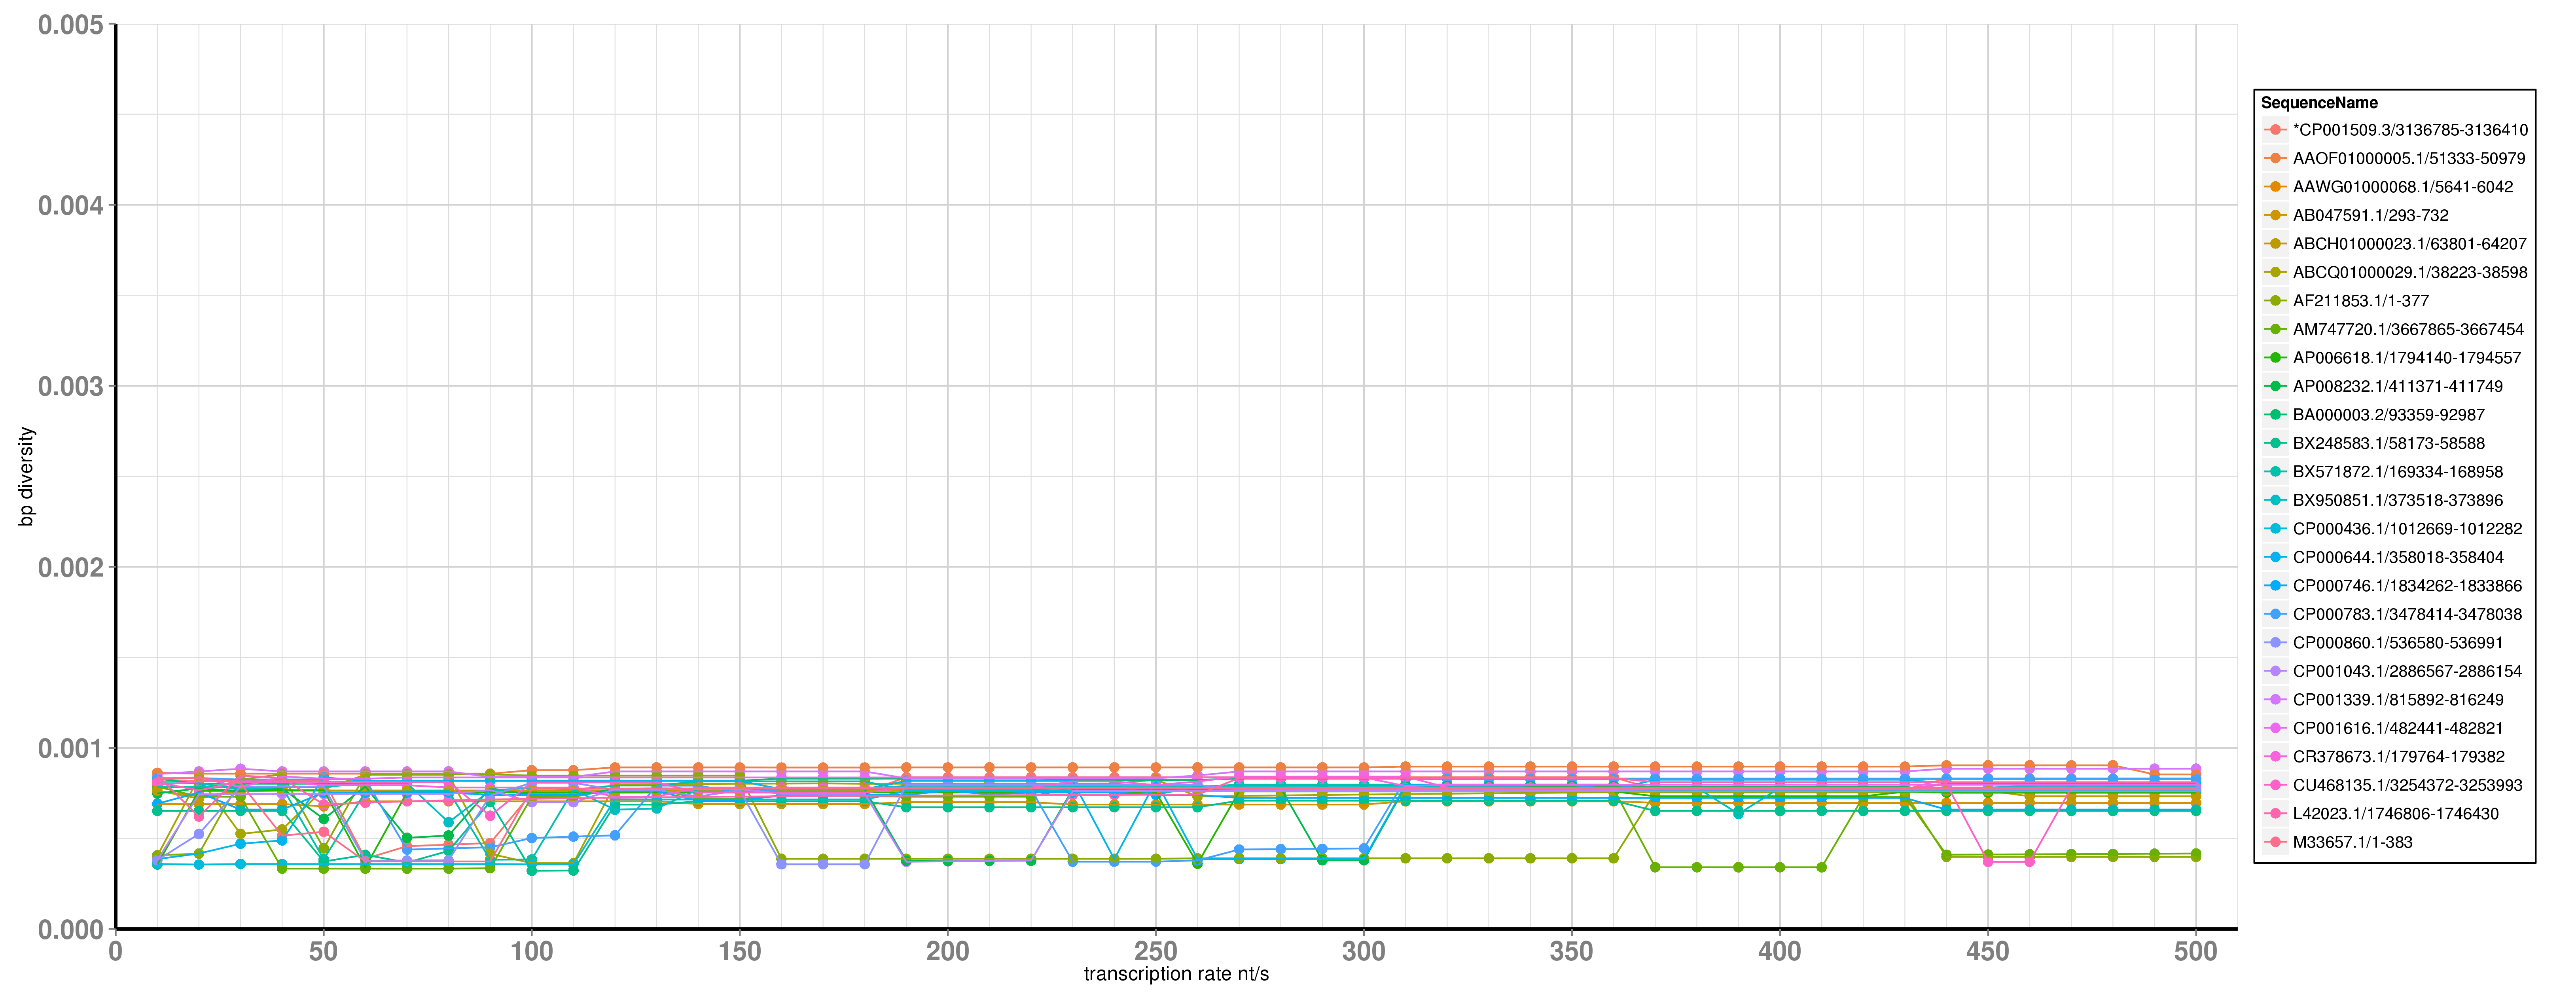 0.005
0.004
0.003
0.002
0.001
0.000
bp diversity
0 50 100 150 200 250 300 350 400 450 500
transcription rate nt/s
SequenceName
*CP001509.3/3136785-3136410
AAOF01000005.1/51333-50979
AAWG01000068.1/5641-6042
AB047591.1/293-732
ABCH01000023.1/63801-64207
ABCQ01000029.1/38223-38598
AF211853.1/1-377
AM747720.1/3667865-3667454
AP006618.1/1794140-1794557
AP008232.1/411371-411749
BA000003.2/93359-92987
BX248583.1/58173-58588
BX571872.1/169334-168958
BX950851.1/373518-373896
CP000436.1/1012669-1012282
CP000644.1/358018-358404
CP000746.1/1834262-1833866
CP000783.1/3478414-3478038
CP000860.1/536580-536991
CP001043.1/2886567-2886154
CP001339.1/815892-816249
CP001616.1/482441-482821
CR378673.1/179764-179382
CU468135.1/3254372-3253993
L42023.1/1746806-1746430
M33657.1/1-383